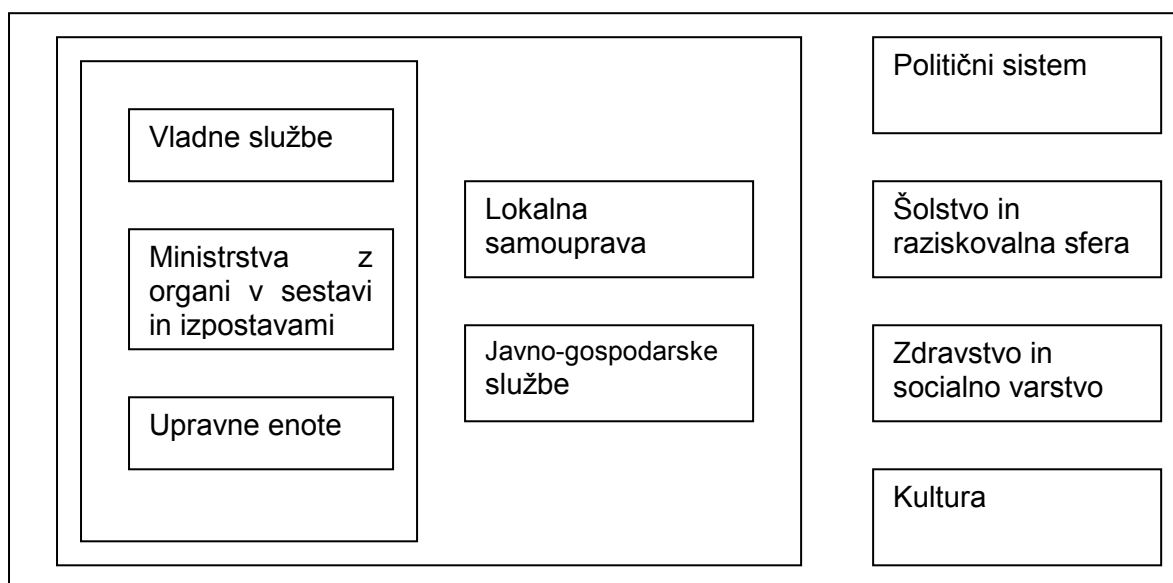 Vladne službe
Ministrstva z
organi v sestavi
in izpostavami
Upravne enote
Lokalna
samouprava
Javno-gospodarske
službe
Politični sistem
Šolstvo in
raziskovalna sfera
Zdravstvo in
socialno varstvo
Kultura